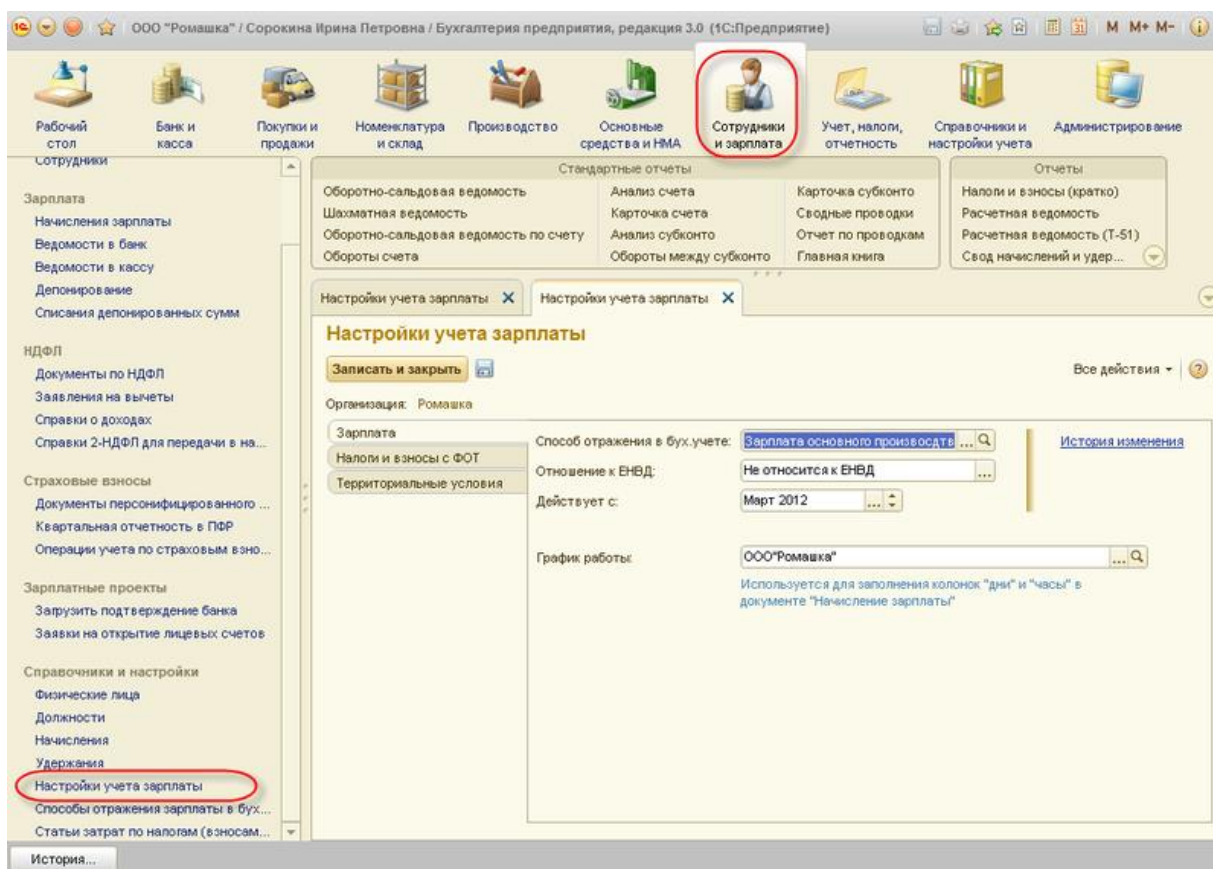 ООО "Ромашка" / Сорокина Ирина Петровна / Бухгалтерия предприятия, редакция 3.0 (1С:Предприятие)
M M+ M-
Рабочий стол
Банк и касса
Покупки и продажи
Номенклатура и склад
Производство
Основные средства и НМА
Сотрудники и зарплата
Учет, налоги, отчетность
Справочники и настройки учета
Администрирование
Сотрудники
Зарплата
Начисления зарплаты
Ведомости в банк
Ведомости в кассу
Депонирование
Списания депонированных сумм
НДФЛ
Документы по НДФЛ
Заявления на вычеты
Справки о доходах
Справки 2-НДФЛ для передачи в на...
Страховые взносы
Документы персонифицированного ...
Квартальная отчетность в ПФР
Операции учета по страховым взно...
Зарплатные проекты
Загрузить подтверждение банка
Заявки на открытие лицевых счетов
Справочники и настройки
Физические лица
Должности
Начисления
Удержания
Настройки учета зарплаты
Способы отражения зарплаты в бух...
Статьи затрат по налогам (взносам...
Стандартные отчеты
Оборотно-сальдовая ведомость
Шахматная ведомость
Оборотно-сальдовая ведомость по счету
Обороты счета
Анализ счета
Карточка счета
Анализ субконто
Обороты между субконто
Карточка субконто
Сводные проводки
Отчет по проводкам
Главная книга
Отчеты
Налоги и взносы (кратко)
Расчетная ведомость
Расчетная ведомость (Т-51)
Свод начислений и удер...
Настройки учета зарплаты
Настройки учета зарплаты
Настройки учета зарплаты
Записать и закрыть
Все действия
Организация: Ромашка
Зарплата
Налоги и взносы с ФОТ
Территориальные условия
Способ отражения в бух.учете: Зарплата основного произвосдтв ...
История изменения
Отношение к ЕНВД: Не относится к ЕНВД ...
Действует с: Март 2012 ...
График работы: ООО"Ромашка" ...
Используется для заполнения колонок "дни" и "часы" в
документе "Начисление зарплаты"
История...